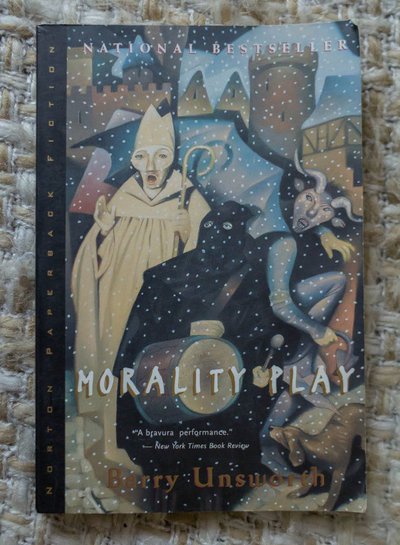 NATIONAL BESTSELLER
NORTON PAPERBACK FICTION
MORALITY PLAY
"A bravura performance."
— New York Times Book Review
Barry Unsworth